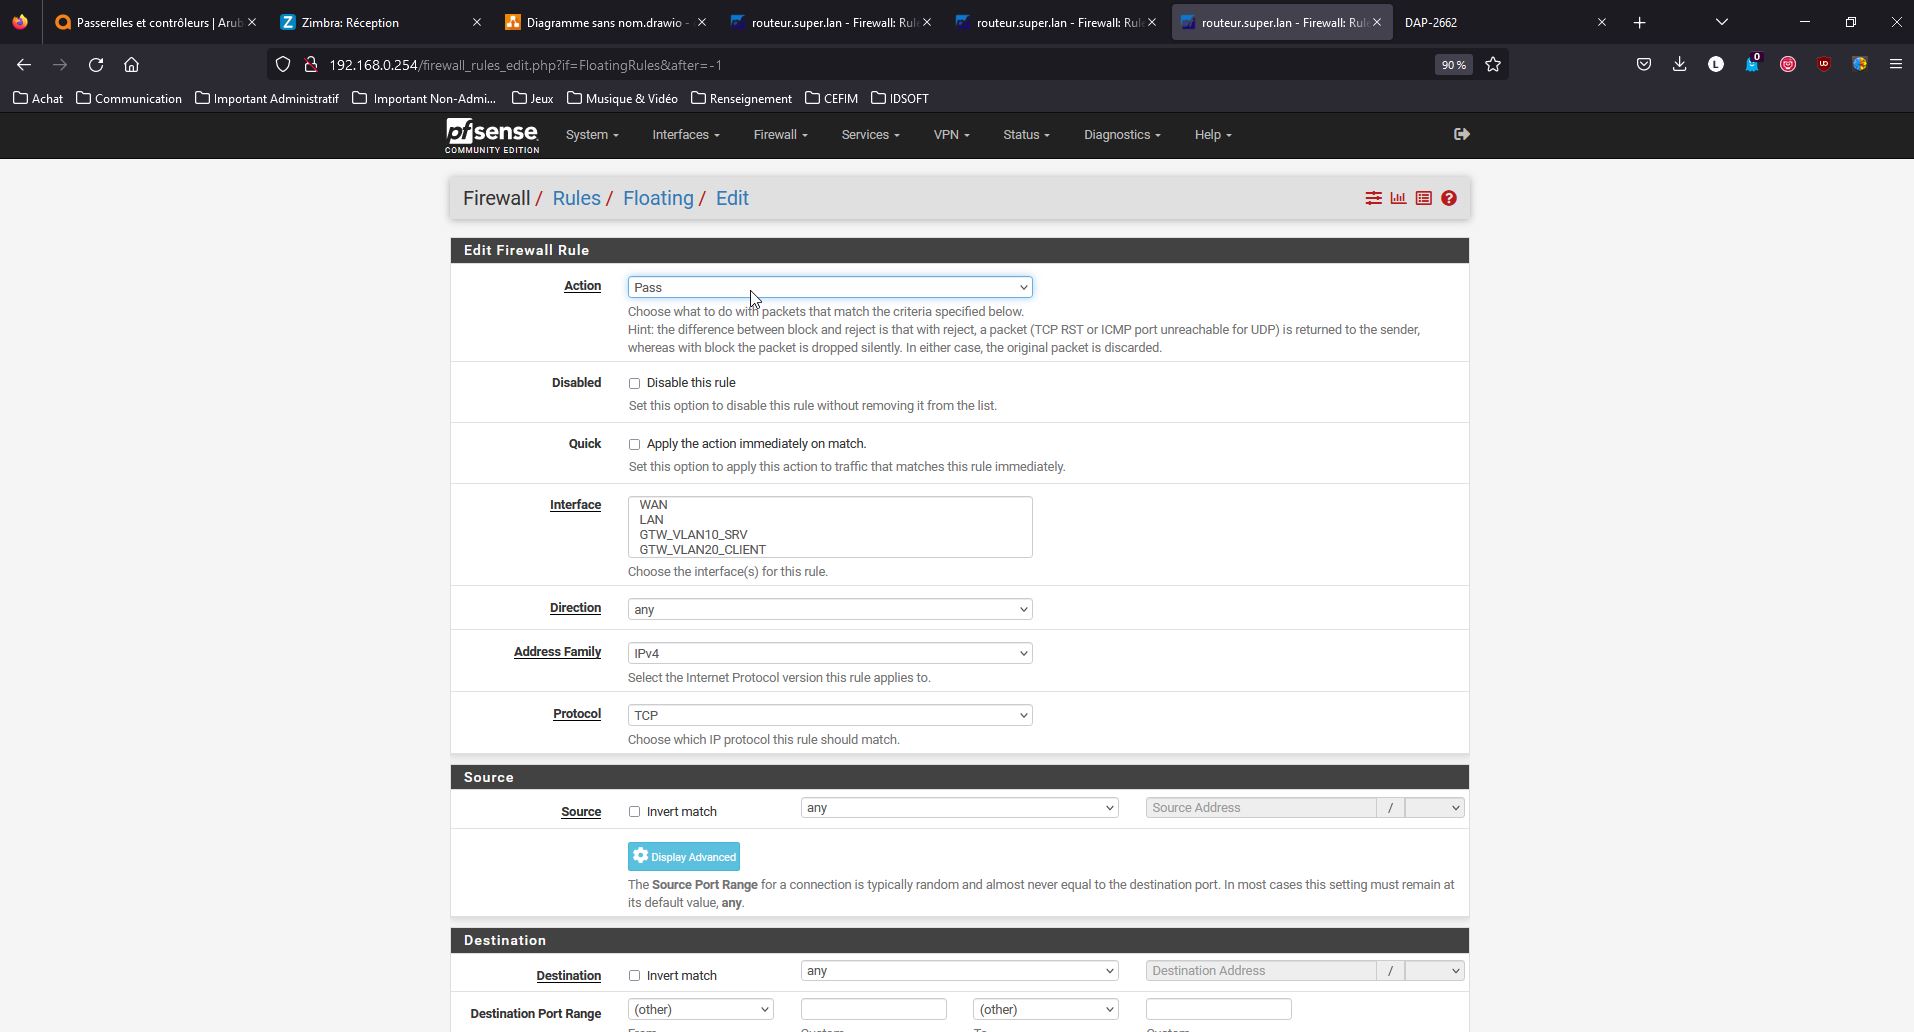 Passerelles et contrôleurs | Arub
Zimbra: Réception
Diagramme sans nom.drawio -
routeur.super.lan - Firewall: Rule
routeur.super.lan - Firewall: Rule
routeur.super.lan - Firewall: Rule
DAP-2662
192.168.0.254/firewall_rules_edit.php?if=FloatingRules&after=-1
90 %
0
Achat
Communication
Important Administratif
Important Non-Admi...
Jeux
Musique & Vidéo
Renseignement
CEFIM
IDSOFT
pfsense
COMMUNITY EDITION
System
Interfaces
Firewall
Services
VPN
Status
Diagnostics
Help
Firewall / Rules / Floating / Edit
Edit Firewall Rule
Action
Pass
Choose what to do with packets that match the criteria specified below.
Hint: the difference between block and reject is that with reject, a packet (TCP RST or ICMP port unreachable for UDP) is returned to the sender,
whereas with block the packet is dropped silently. In either case, the original packet is discarded.
Disabled
Disable this rule
Set this option to disable this rule without removing it from the list.
Quick
Apply the action immediately on match.
Set this option to apply this action to traffic that matches this rule immediately.
Interface
WAN
LAN
GTW_VLAN10_SRV
GTW_VLAN20_CLIENT
Choose the interface(s) for this rule.
Direction
any
Address Family
IPv4
Select the Internet Protocol version this rule applies to.
Protocol
TCP
Choose which IP protocol this rule should match.
Source
Source
Invert match
any
Source Address
/
Display Advanced
The Source Port Range for a connection is typically random and almost never equal to the destination port. In most cases this setting must remain at
its default value, any.
Destination
Destination
Invert match
any
Destination Address
/
Destination Port Range
(other)
(other)
From
Custom
To
Custom